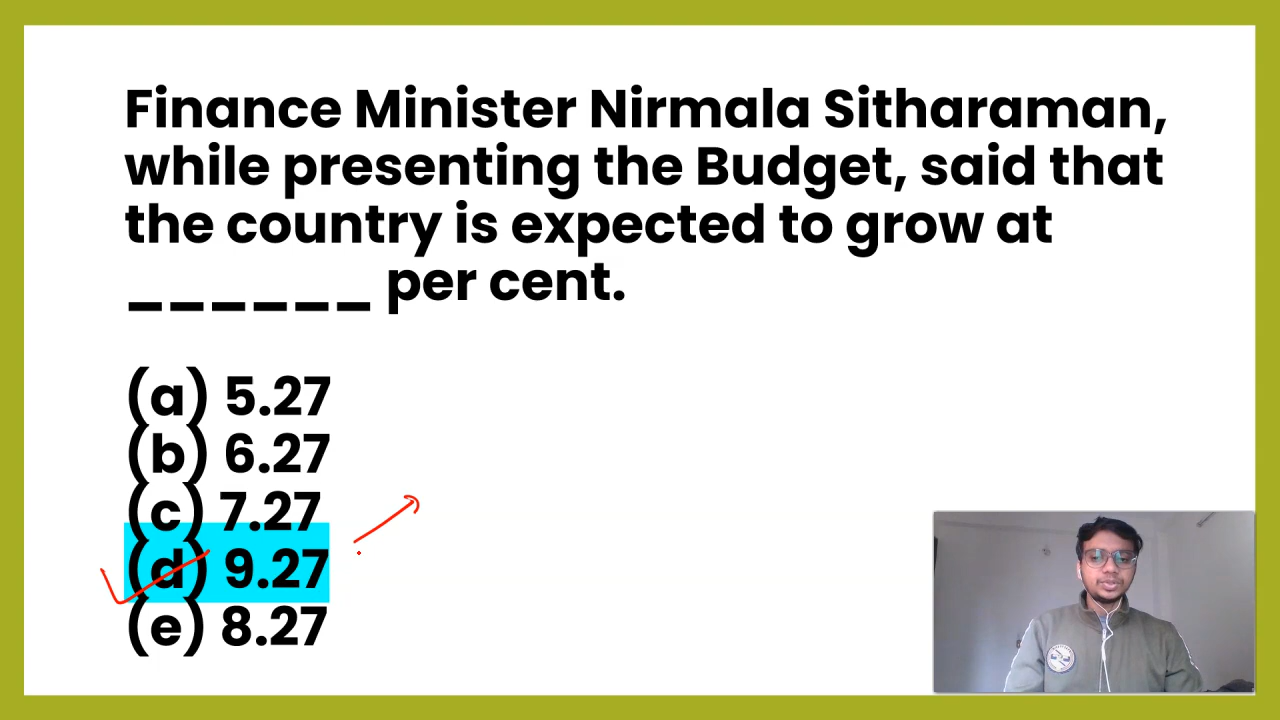 Finance Minister Nirmala Sitharaman,
while presenting the Budget, said that
the country is expected to grow at
______ per cent.
(a) 5.27
(b) 6.27
(c) 7.27
(d) 9.27
(e) 8.27